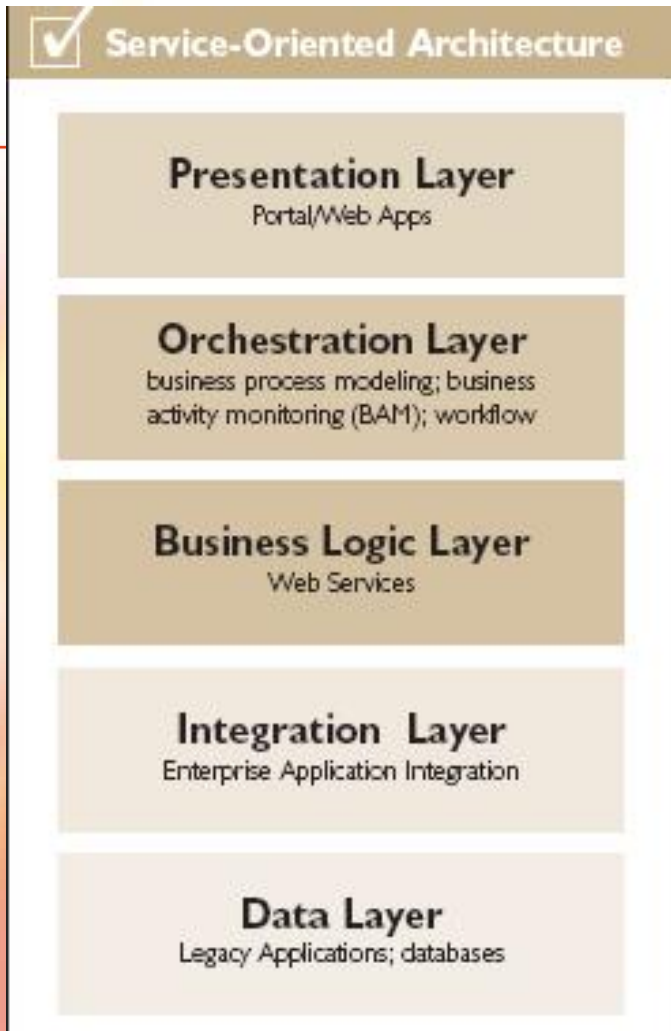 Service-Oriented Architecture
Presentation Layer
Portal/Web Apps
Orchestration Layer
business process modeling; business
activity monitoring (BAM); workflow
Business Logic Layer
Web Services
Integration Layer
Enterprise Application Integration
Data Layer
Legacy Applications; databases